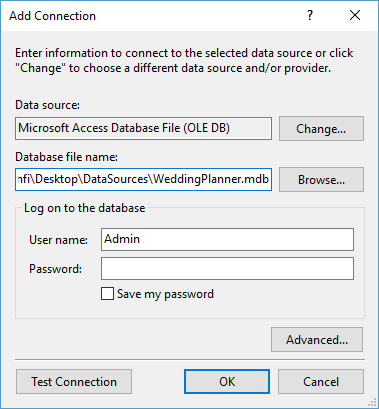 Add Connection
Enter information to connect to the selected data source or click
"Change" to choose a different data source and/or provider.
Data source:
Microsoft Access Database File (OLE DB)
Change...
Database file name:
nfi\Desktop\DataSources\WeddingPlanner.mdb
Browse...
Log on to the database
User name:
Admin
Password:
Save my password
Advanced...
Test Connection
OK
Cancel